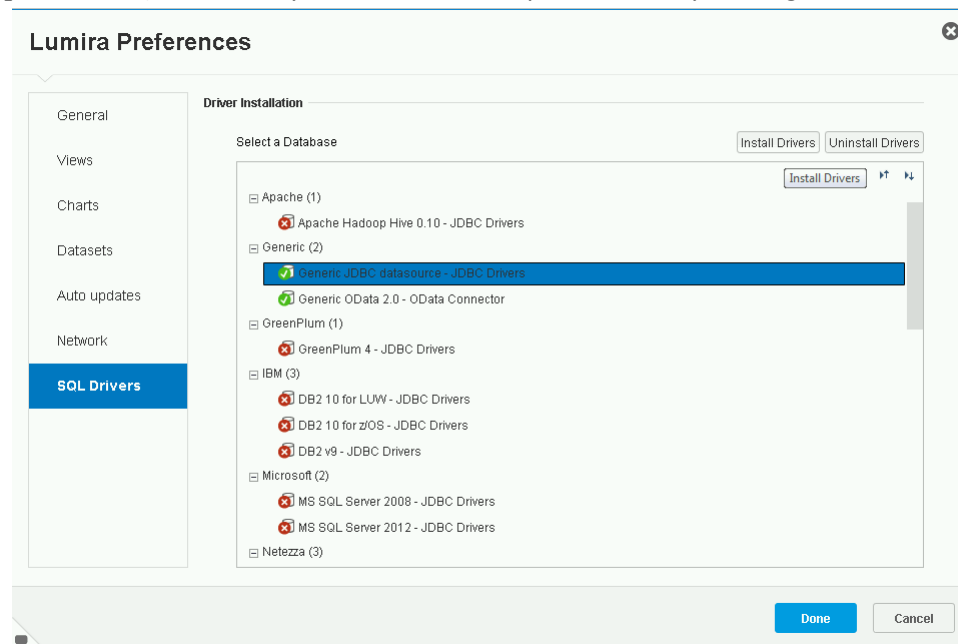 Lumira Preferences
General
Views
Charts
Datasets
Auto updates
Network
SQL Drivers
Driver Installation
Select a Database
Install Drivers Uninstall Drivers
Install Drivers
Apache (1)
Apache Hadoop Hive 0.10 - JDBC Drivers
Generic (2)
Generic JDBC datasource - JDBC Drivers
Generic OData 2.0 - OData Connector
GreenPlum (1)
GreenPlum 4 - JDBC Drivers
IBM (3)
DB2 10 for LUW - JDBC Drivers
DB2 10 for z/OS - JDBC Drivers
DB2 v9 - JDBC Drivers
Microsoft (2)
MS SQL Server 2008 - JDBC Drivers
MS SQL Server 2012 - JDBC Drivers
Netezza (3)
Done Cancel